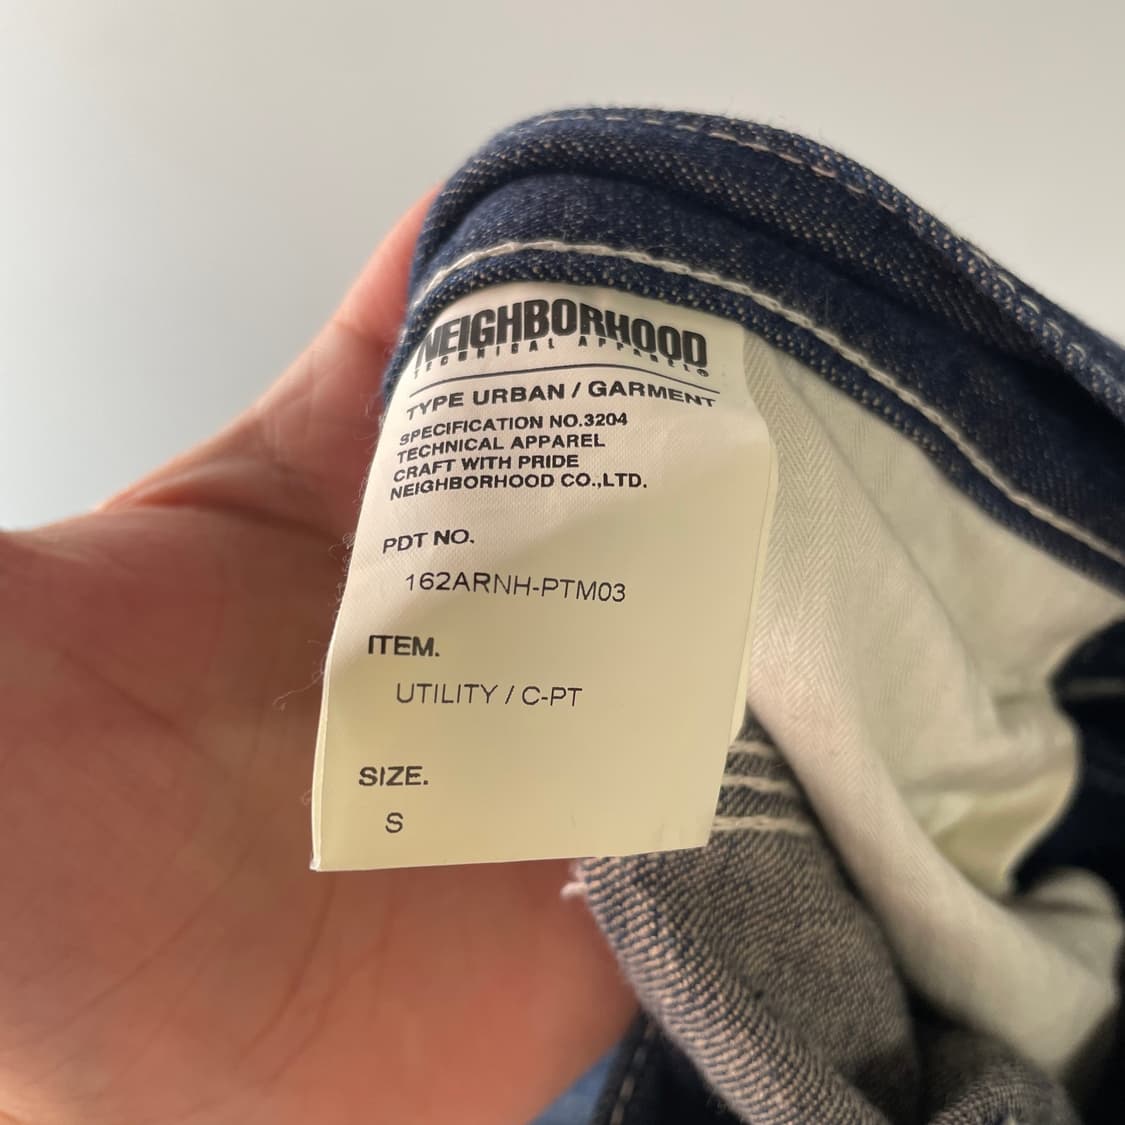 NEIGHBORHOOD
TECHNICAL APPAREL®
TYPE URBAN / GARMENT
SPECIFICATION NO.3204
TECHNICAL APPAREL
CRAFT WITH PRIDE
NEIGHBORHOOD CO.,LTD.
PDT NO.
162ARNH-PTM03
ITEM.
UTILITY / C-PT
SIZE.
S